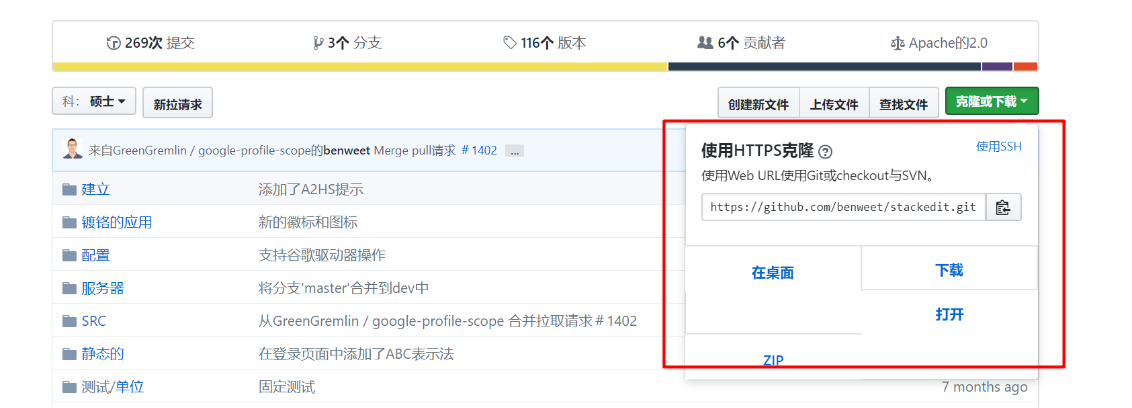 269次 提交 3个 分支 116个 版本 6个 贡献者 Apache的2.0
科： 硕士 新拉请求 创建新文件 上传文件 查找文件 克隆或下载
来自GreenGremlin / google-profile-scope的benweet Merge pull请求 ＃1402 ...
使用HTTPS克隆 ? 使用SSH
使用Web URL使用Git或checkout与SVN。
https://github.com/benweet/stackedit.git
在桌面 下载
打开
ZIP
建立 添加了A2HS提示
镀铬的应用 新的徽标和图标
配置 支持谷歌驱动器操作
服务器 将分支'master'合并到dev中
SRC 从GreenGremlin / google-profile-scope 合并拉取请求＃1402
静态的 在登录页面中添加了ABC表示法
测试/单位 固定测试 7 months ago